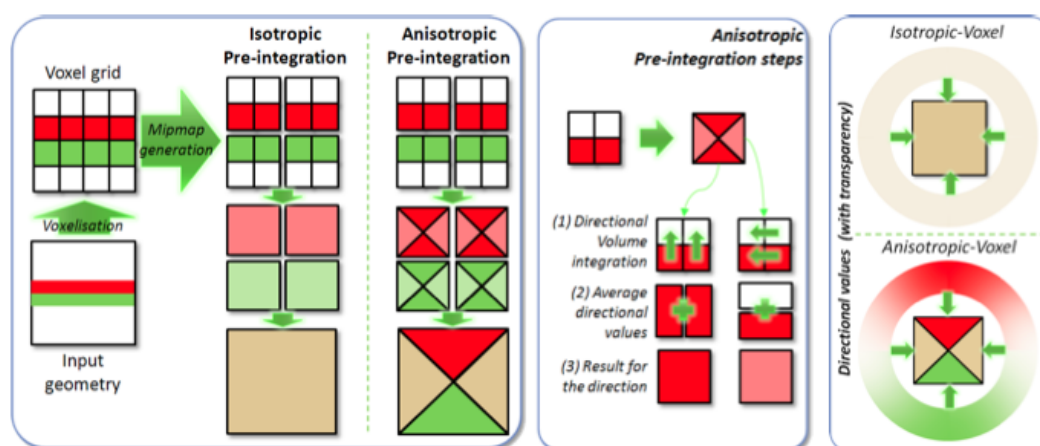 Isotropic
Pre-integration
Anisotropic
Pre-integration
Voxel grid
Mipmap
generation
Voxelisation
Input
geometry
Anisotropic
Pre-integration steps
(1) Directional
Volume
integration
(2) Average
directional
values
(3) Result for
the direction
Directional values (with transparency)
Isotropic-Voxel
Anisotropic-Voxel